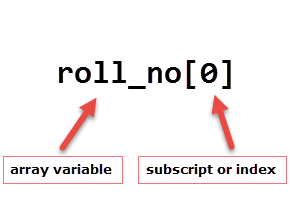 roll_no[0]
array variable
subscript or index